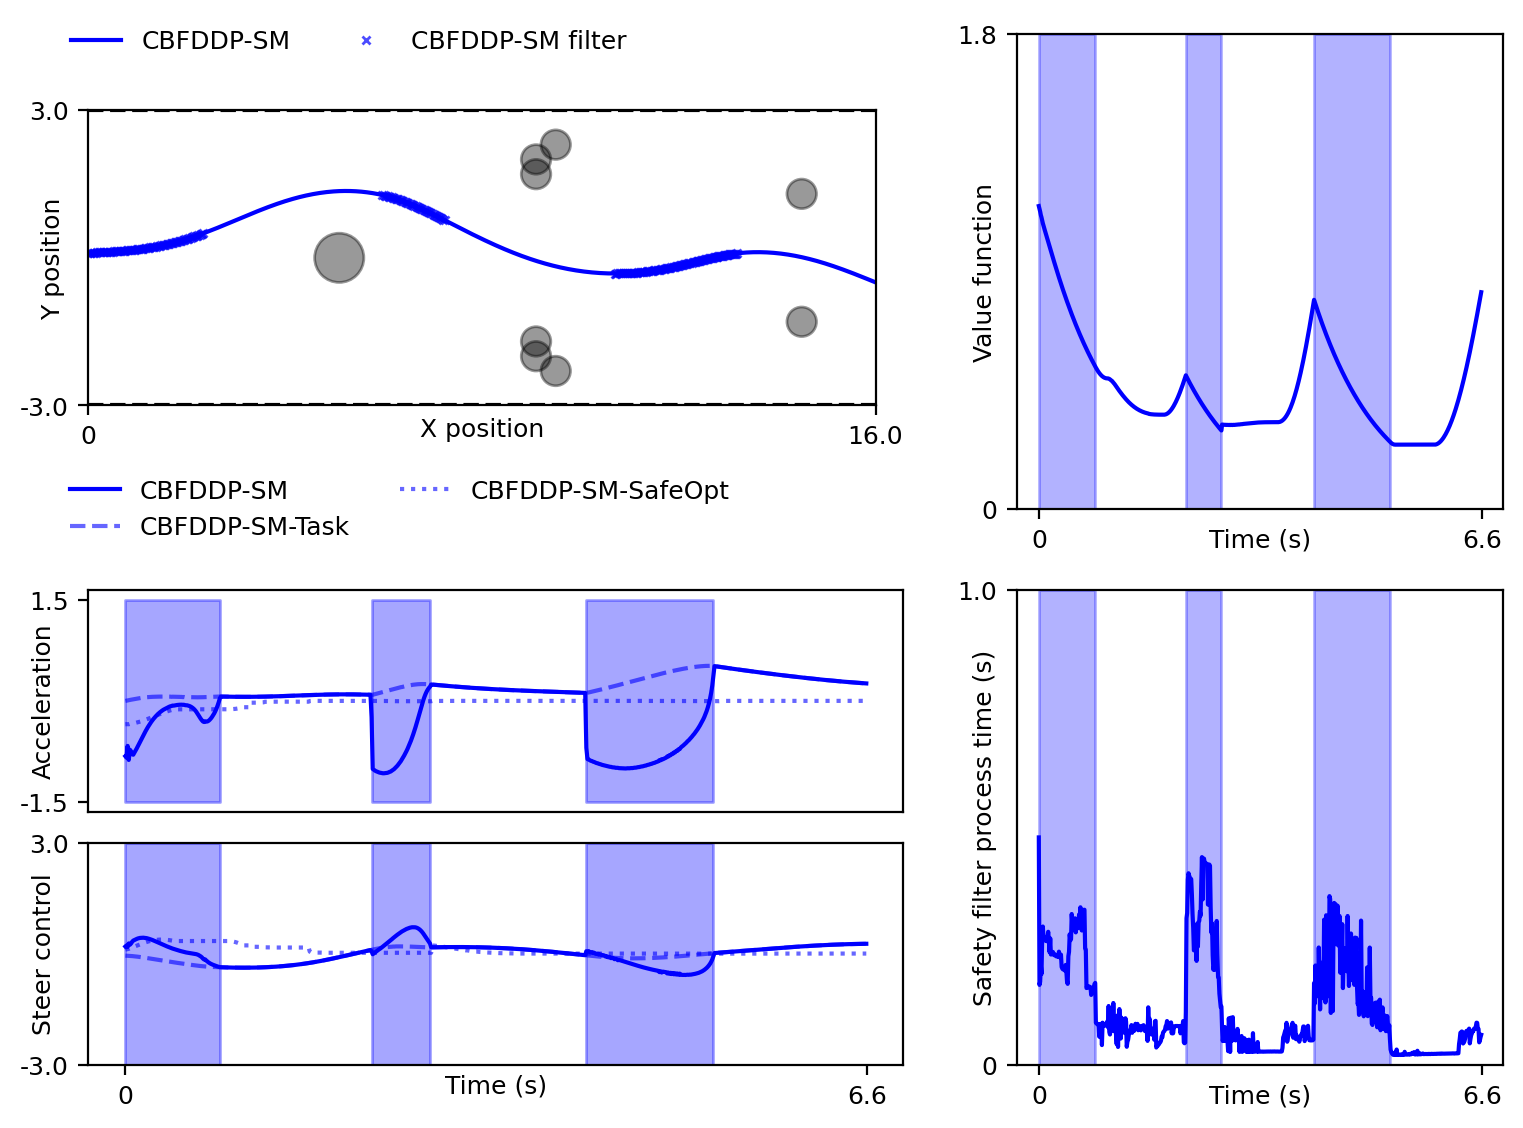 CBFDDP-SM
CBFDDP-SM filter
3.0
Y position
-3.0
0
X position
16.0
CBFDDP-SM
CBFDDP-SM-SafeOpt
CBFDDP-SM-Task
1.5
Acceleration
-1.5
3.0
Steer control
-3.0
0
Time (s)
6.6
1.8
Value function
0
0
Time (s)
6.6
1.0
Safety filter process time (s)
0
0
Time (s)
6.6